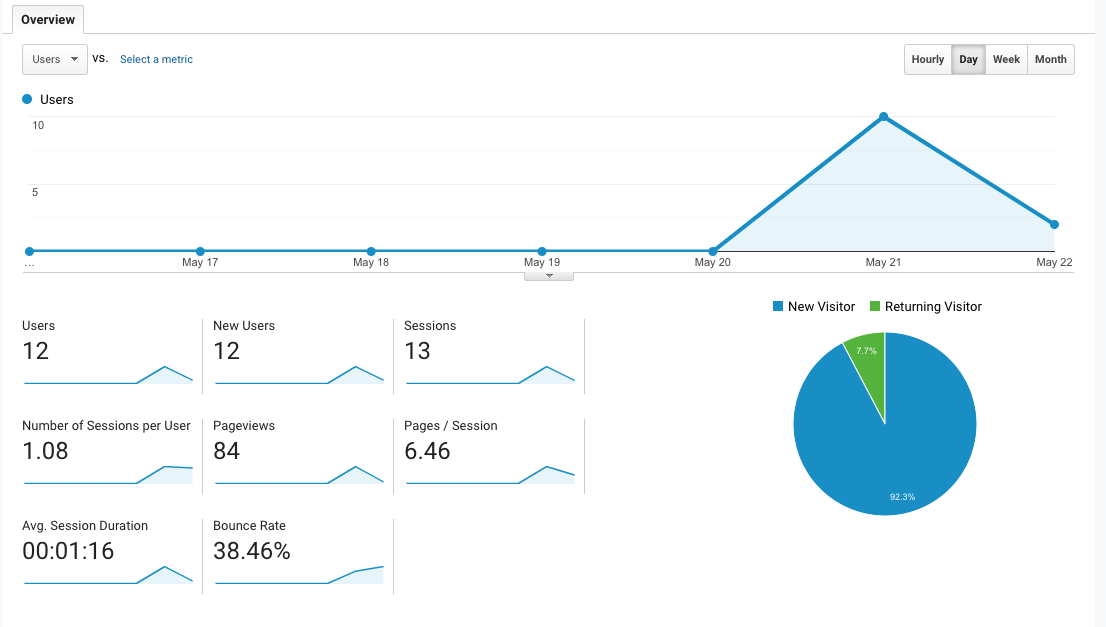 Overview
Users vs. Select a metric Hourly Day Week Month
Users
10
5
... May 17 May 18 May 19 May 20 May 21 May 22
New Visitor Returning Visitor
Users New Users Sessions
12 12 13
7.7%
Number of Sessions per User Pageviews Pages / Session
1.08 84 6.46
92.3%
Avg. Session Duration Bounce Rate
00:01:16 38.46%